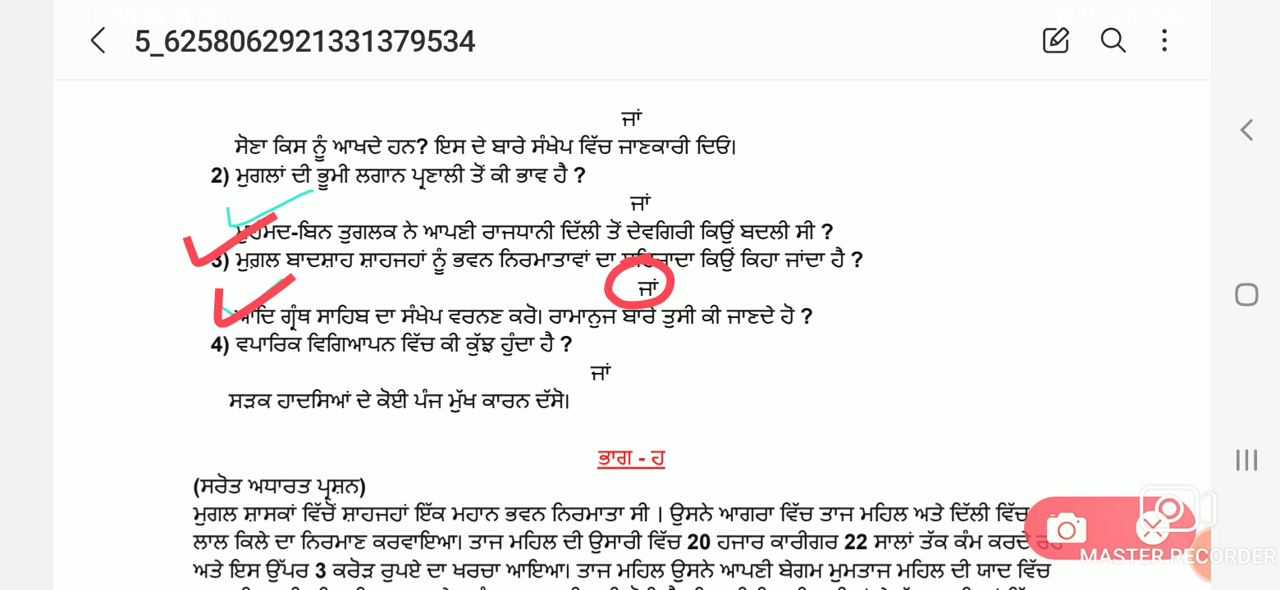 5_6258062921331379534
ਜਾਂ
ਸੋਣਾ ਕਿਸ ਨੂੰ ਆਖਦੇ ਹਨ? ਇਸ ਦੇ ਬਾਰੇ ਸੰਖੇਪ ਵਿੱਚ ਜਾਣਕਾਰੀ ਦਿਓ।
2) ਮੁਗਲਾਂ ਦੀ ਭੂਮੀ ਲਗਾਨ ਪ੍ਰਣਾਲੀ ਤੋਂ ਕੀ ਭਾਵ ਹੈ ?
ਜਾਂ
ਮੁਹੰਮਦ-ਬਿਨ ਤੁਗਲਕ ਨੇ ਆਪਣੀ ਰਾਜਧਾਨੀ ਦਿੱਲੀ ਤੋਂ ਦੇਵਗਿਰੀ ਕਿਉਂ ਬਦਲੀ ਸੀ ?
3) ਮੁਗ਼ਲ ਬਾਦਸ਼ਾਹ ਸ਼ਾਹਜਹਾਂ ਨੂੰ ਭਵਨ ਨਿਰਮਾਤਾਵਾਂ ਦਾ ਕਿਉਂ ਕਿਹਾ ਜਾਂਦਾ ਹੈ ?
ਜਾਂ
ਆਦਿ ਗ੍ਰੰਥ ਸਾਹਿਬ ਦਾ ਸੰਖੇਪ ਵਰਨਣ ਕਰੋ। ਰਾਮਾਨੁਜ ਬਾਰੇ ਤੁਸੀ ਕੀ ਜਾਣਦੇ ਹੋ ?
4) ਵਪਾਰਿਕ ਵਿਗਿਆਪਨ ਵਿੱਚ ਕੀ ਕੁੱਝ ਹੁੰਦਾ ਹੈ ?
ਜਾਂ
ਸੜਕ ਹਾਦਸਿਆਂ ਦੇ ਕੋਈ ਪੰਜ ਮੁੱਖ ਕਾਰਨ ਦੱਸੋ।
ਭਾਗ - ਹ
(ਸਰੋਤ ਅਧਾਰਤ ਪ੍ਰਸ਼ਨ)
ਮੁਗਲ ਸ਼ਾਸਕਾਂ ਵਿੱਚੋਂ ਸ਼ਾਹਜਹਾਂ ਇੱਕ ਮਹਾਨ ਭਵਨ ਨਿਰਮਾਤਾ ਸੀ । ਉਸਨੇ ਆਗਰਾ ਵਿੱਚ ਤਾਜ ਮਹਿਲ ਅਤੇ ਦਿੱਲੀ ਵਿੱਚ
ਲਾਲ ਕਿਲੇ ਦਾ ਨਿਰਮਾਣ ਕਰਵਾਇਆ। ਤਾਜ ਮਹਿਲ ਦੀ ਉਸਾਰੀ ਵਿੱਚ 20 ਹਜਾਰ ਕਾਰੀਗਰ 22 ਸਾਲਾਂ ਤੱਕ ਕੰਮ ਕਰਦੇ ਰਹੇ
MASTER RECORDER
ਅਤੇ ਇਸ ਉੱਪਰ 3 ਕਰੋੜ ਰੁਪਏ ਦਾ ਖਰਚਾ ਆਇਆ। ਤਾਜ ਮਹਿਲ ਉਸਨੇ ਆਪਣੀ ਬੇਗਮ ਮੁਮਤਾਜ ਮਹਿਲ ਦੀ ਯਾਦ ਵਿੱਚ